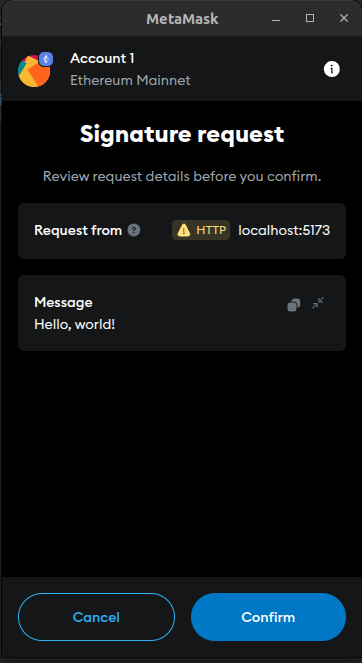 MetaMask
Account 1
Ethereum Mainnet
Signature request
Review request details before you confirm.
Request from HTTP localhost:5173
Message
Hello, world!
Cancel Confirm